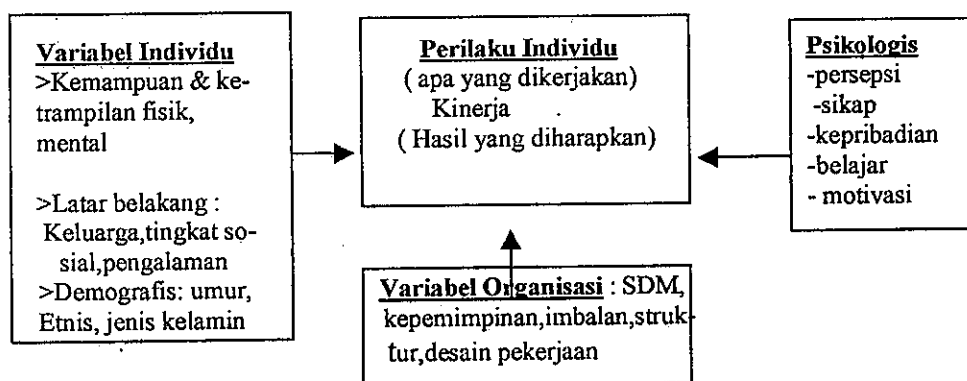 Variabel Individu
>Kemampuan & ke-
trampilan fisik,
mental
>Latar belakang :
Keluarga,tingkat so-
sial,pengalaman
>Demografis: umur,
Etnis, jenis kelamin
Perilaku Individu
( apa yang dikerjakan)
Kinerja
( Hasil yang diharapkan)
Psikologis
-persepsi
-sikap
-kepribadian
-belajar
- motivasi
Variabel Organisasi : SDM,
kepemimpinan,imbalan,struk-
tur,desain pekerjaan